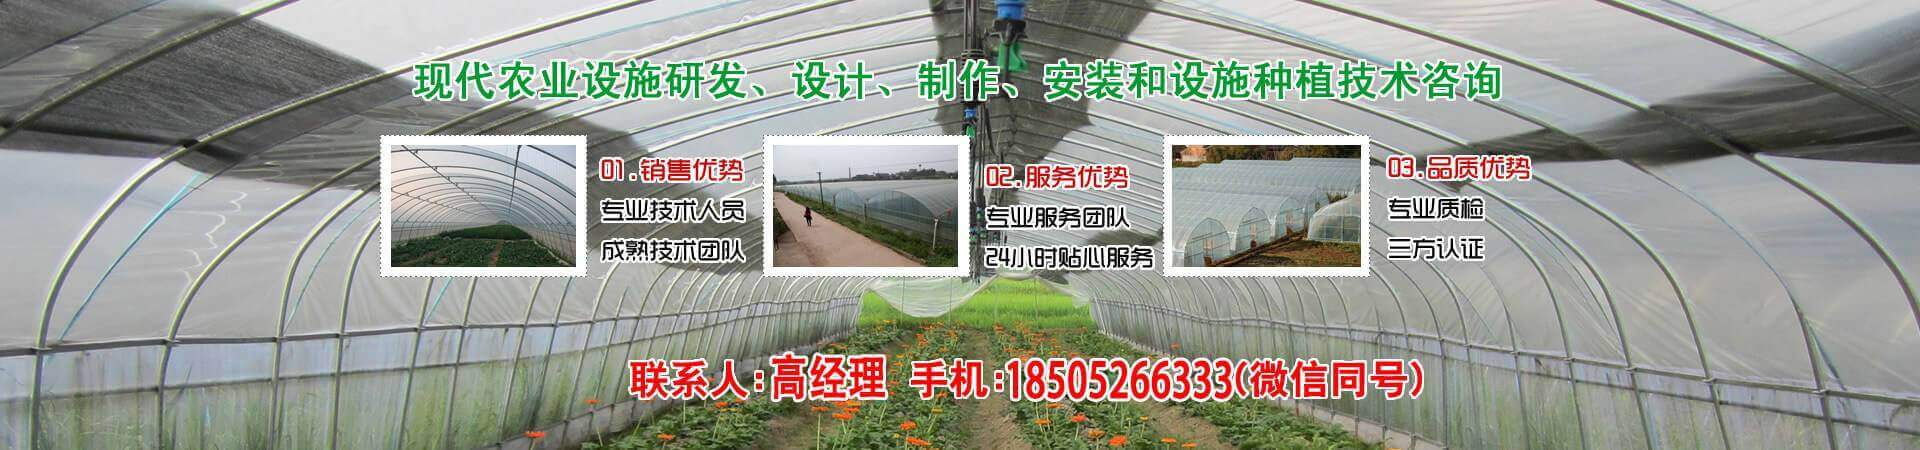 现代农业设施研发、设计、制作、安装和设施种植技术咨询
01.销售优势
专业技术人员
成熟技术团队
02.服务优势
专业服务团队
24小时贴心服务
03.品质优势
专业质检
三方认证
联系人:高经理 手机:18505266333(微信同号)